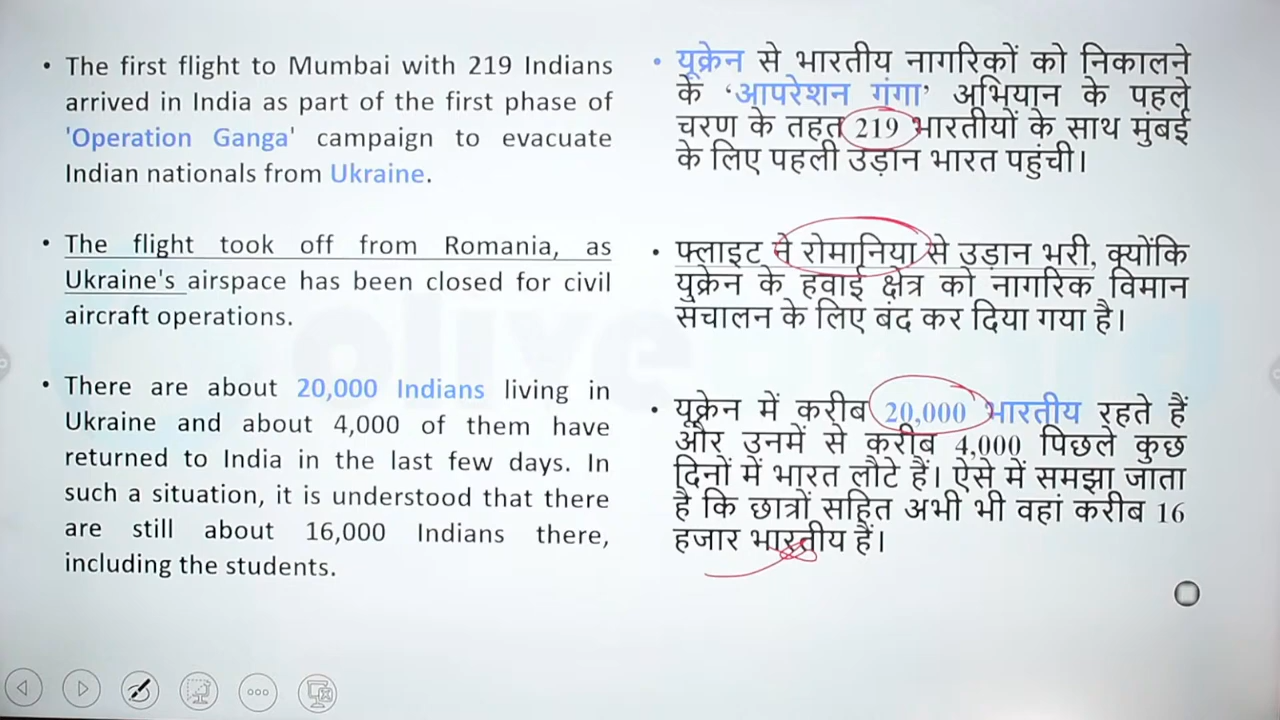 • The first flight to Mumbai with 219 Indians
arrived in India as part of the first phase of
'Operation Ganga' campaign to evacuate
Indian nationals from Ukraine.
• The flight took off from Romania, as
Ukraine's airspace has been closed for civil
aircraft operations.
• There are about 20,000 Indians living in
Ukraine and about 4,000 of them have
returned to India in the last few days. In
such a situation, it is understood that there
are still about 16,000 Indians there,
including the students.
• यूक्रेन से भारतीय नागरिकों को निकालने
के ‘आपरेशन गंगा’ अभियान के पहले
चरण के तहत 219 भारतीयों के साथ मुंबई
के लिए पहली उड़ान भारत पहुंची।
• फ्लाइट ने रोमानिया से उड़ान भरी, क्योंकि
युक्रेन के हवाई क्षेत्र को नागरिक विमान
संचालन के लिए बंद कर दिया गया है।
• यूक्रेन में करीब 20,000 भारतीय रहते हैं
और उनमें से करीब 4,000 पिछले कुछ
दिनों में भारत लौटे हैं। ऐसे में समझा जाता
है कि छात्रों सहित अभी भी वहां करीब 16
हजार भारतीय हैं।